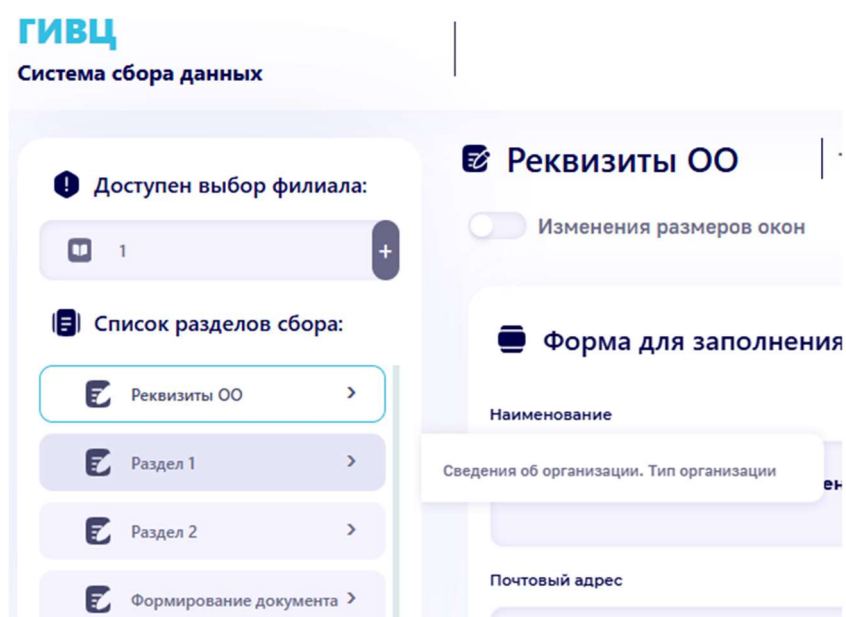 ГИВЦ
Система сбора данных
Доступен выбор филиала:
1
+
Список разделов сбора:
Реквизиты ОО
Раздел 1
Раздел 2
Формирование документа
Реквизиты ОО
Изменения размеров окон
Форма для заполнения
Наименование
Сведения об организации. Тип организации
Почтовый адрес